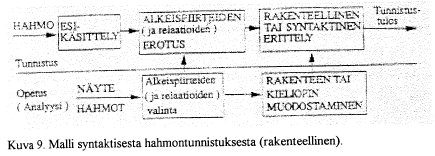 HAHMO
ESI-
KÄSITTELY
ALKEISPIIRTEIDEN
( ja relaatioiden )
EROTUS
RAKENTEELLINEN
TAI SYNTAKTINEN
ERITTELY
Tunnistus-
tulos
Tunnistus
Opetus
( Analyysi )
NÄYTE
HAHMOT
Alkeispiirteiden
( ja relaatioiden )
valinta
RAKENTEEN TAI
KIELIOPIN
MUODOSTAMINEN
Kuva 9. Malli syntaktisesta hahmontunnistuksesta (rakenteellinen).